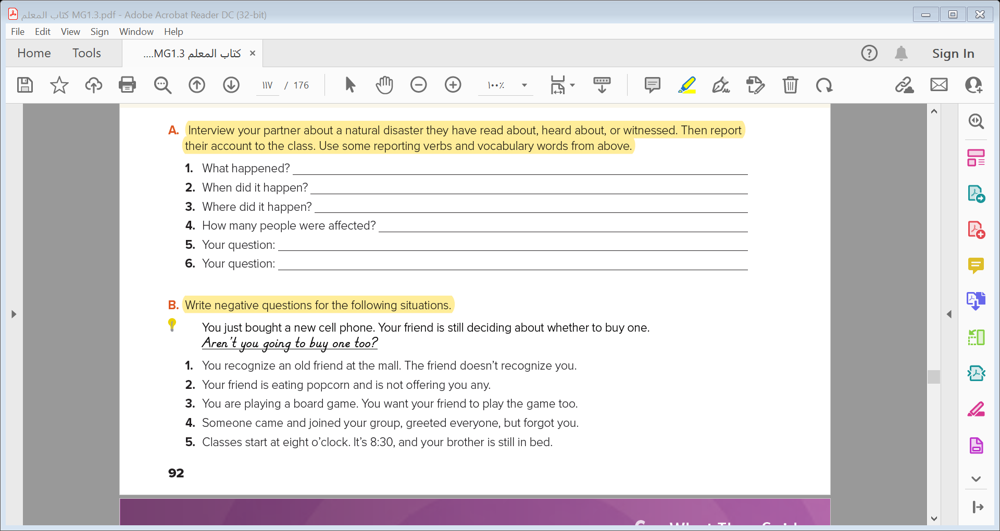 كتاب المعلم MG1.3.pdf - Adobe Acrobat Reader DC (32-bit)
File Edit View Sign Window Help
Home Tools كتاب المعلم MG1.3.... × Sign In
١١٧ / 176 ١٠٠٪
A. Interview your partner about a natural disaster they have read about, heard about, or witnessed. Then report
their account to the class. Use some reporting verbs and vocabulary words from above.
1. What happened?
2. When did it happen?
3. Where did it happen?
4. How many people were affected?
5. Your question:
6. Your question:
B. Write negative questions for the following situations.
You just bought a new cell phone. Your friend is still deciding about whether to buy one.
Aren't you going to buy one too?
1. You recognize an old friend at the mall. The friend doesn't recognize you.
2. Your friend is eating popcorn and is not offering you any.
3. You are playing a board game. You want your friend to play the game too.
4. Someone came and joined your group, greeted everyone, but forgot you.
5. Classes start at eight o'clock. It's 8:30, and your brother is still in bed.
92